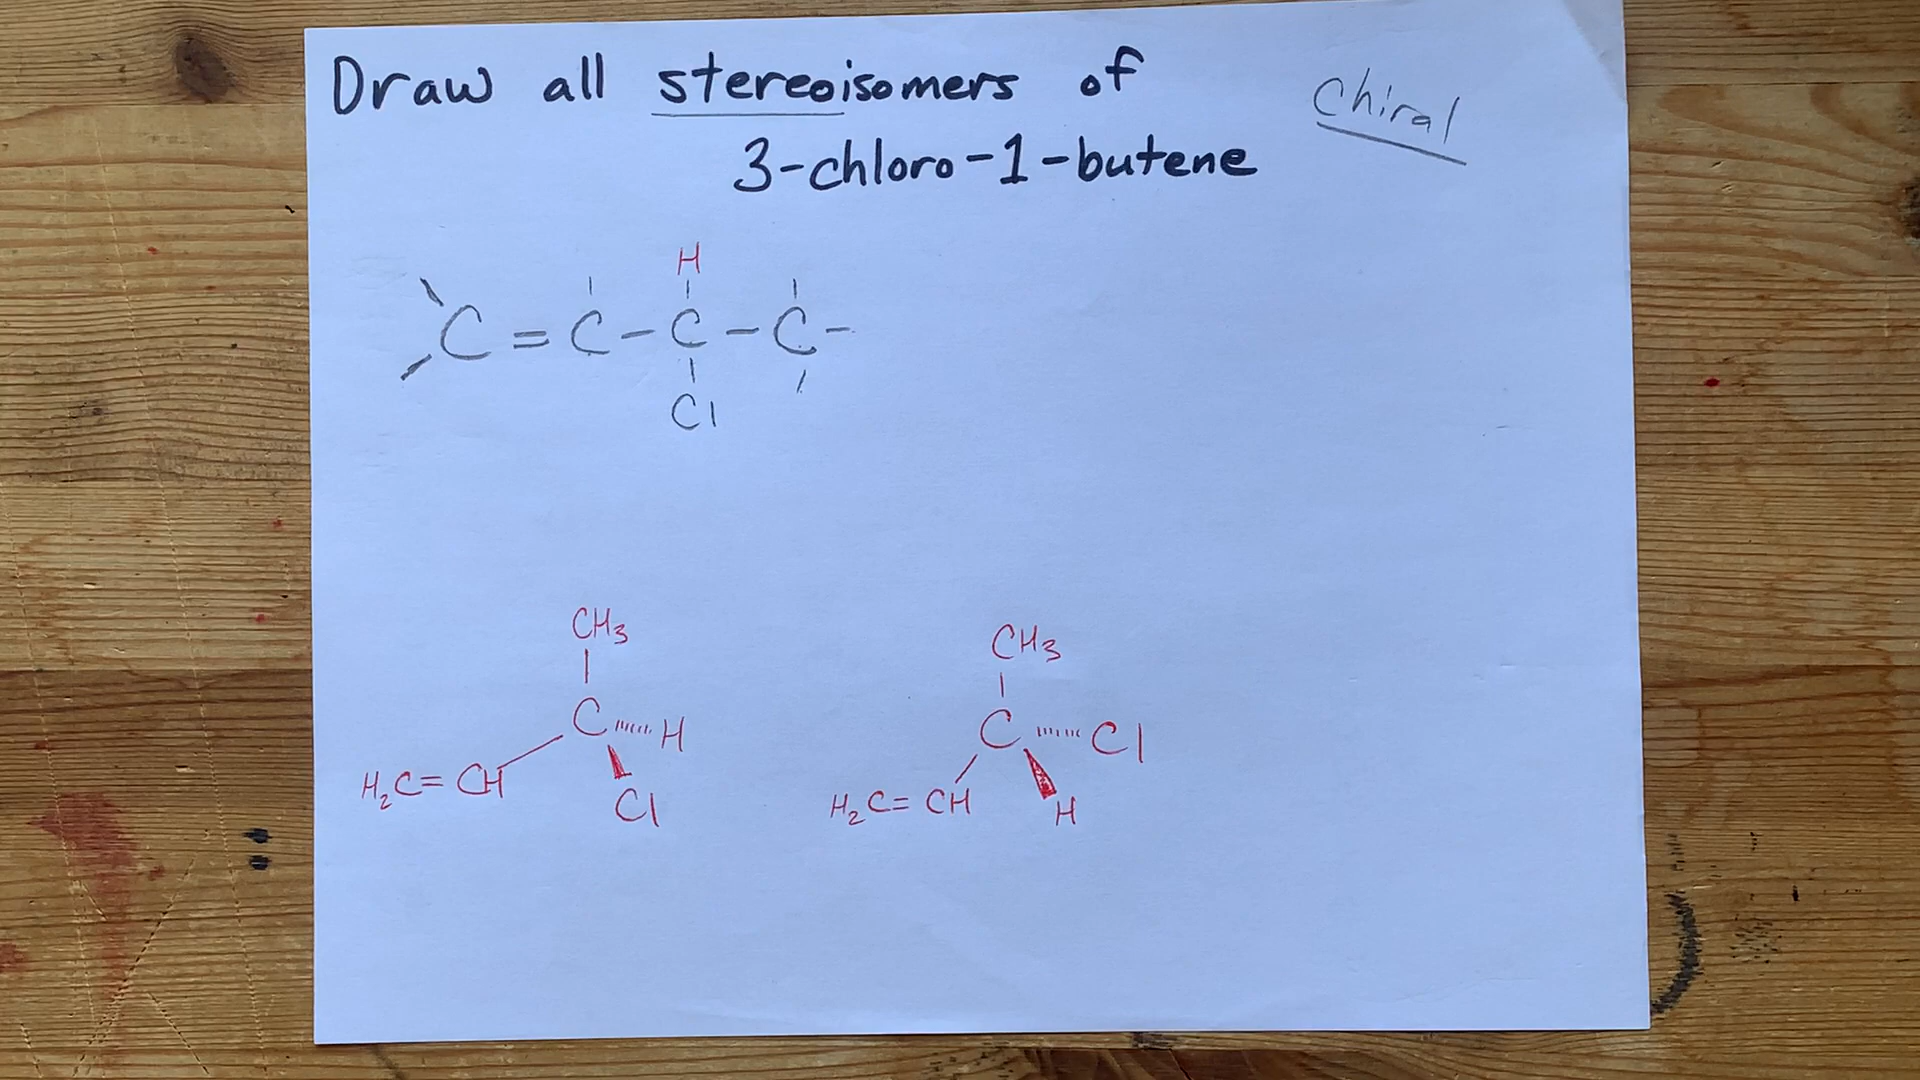 Draw all stereoisomers of
3-chloro-1-butene
Chiral
H
C = C - C - C -
Cl
CH3
C H
H2C = CH
Cl
CH3
C Cl
H2C = CH
H